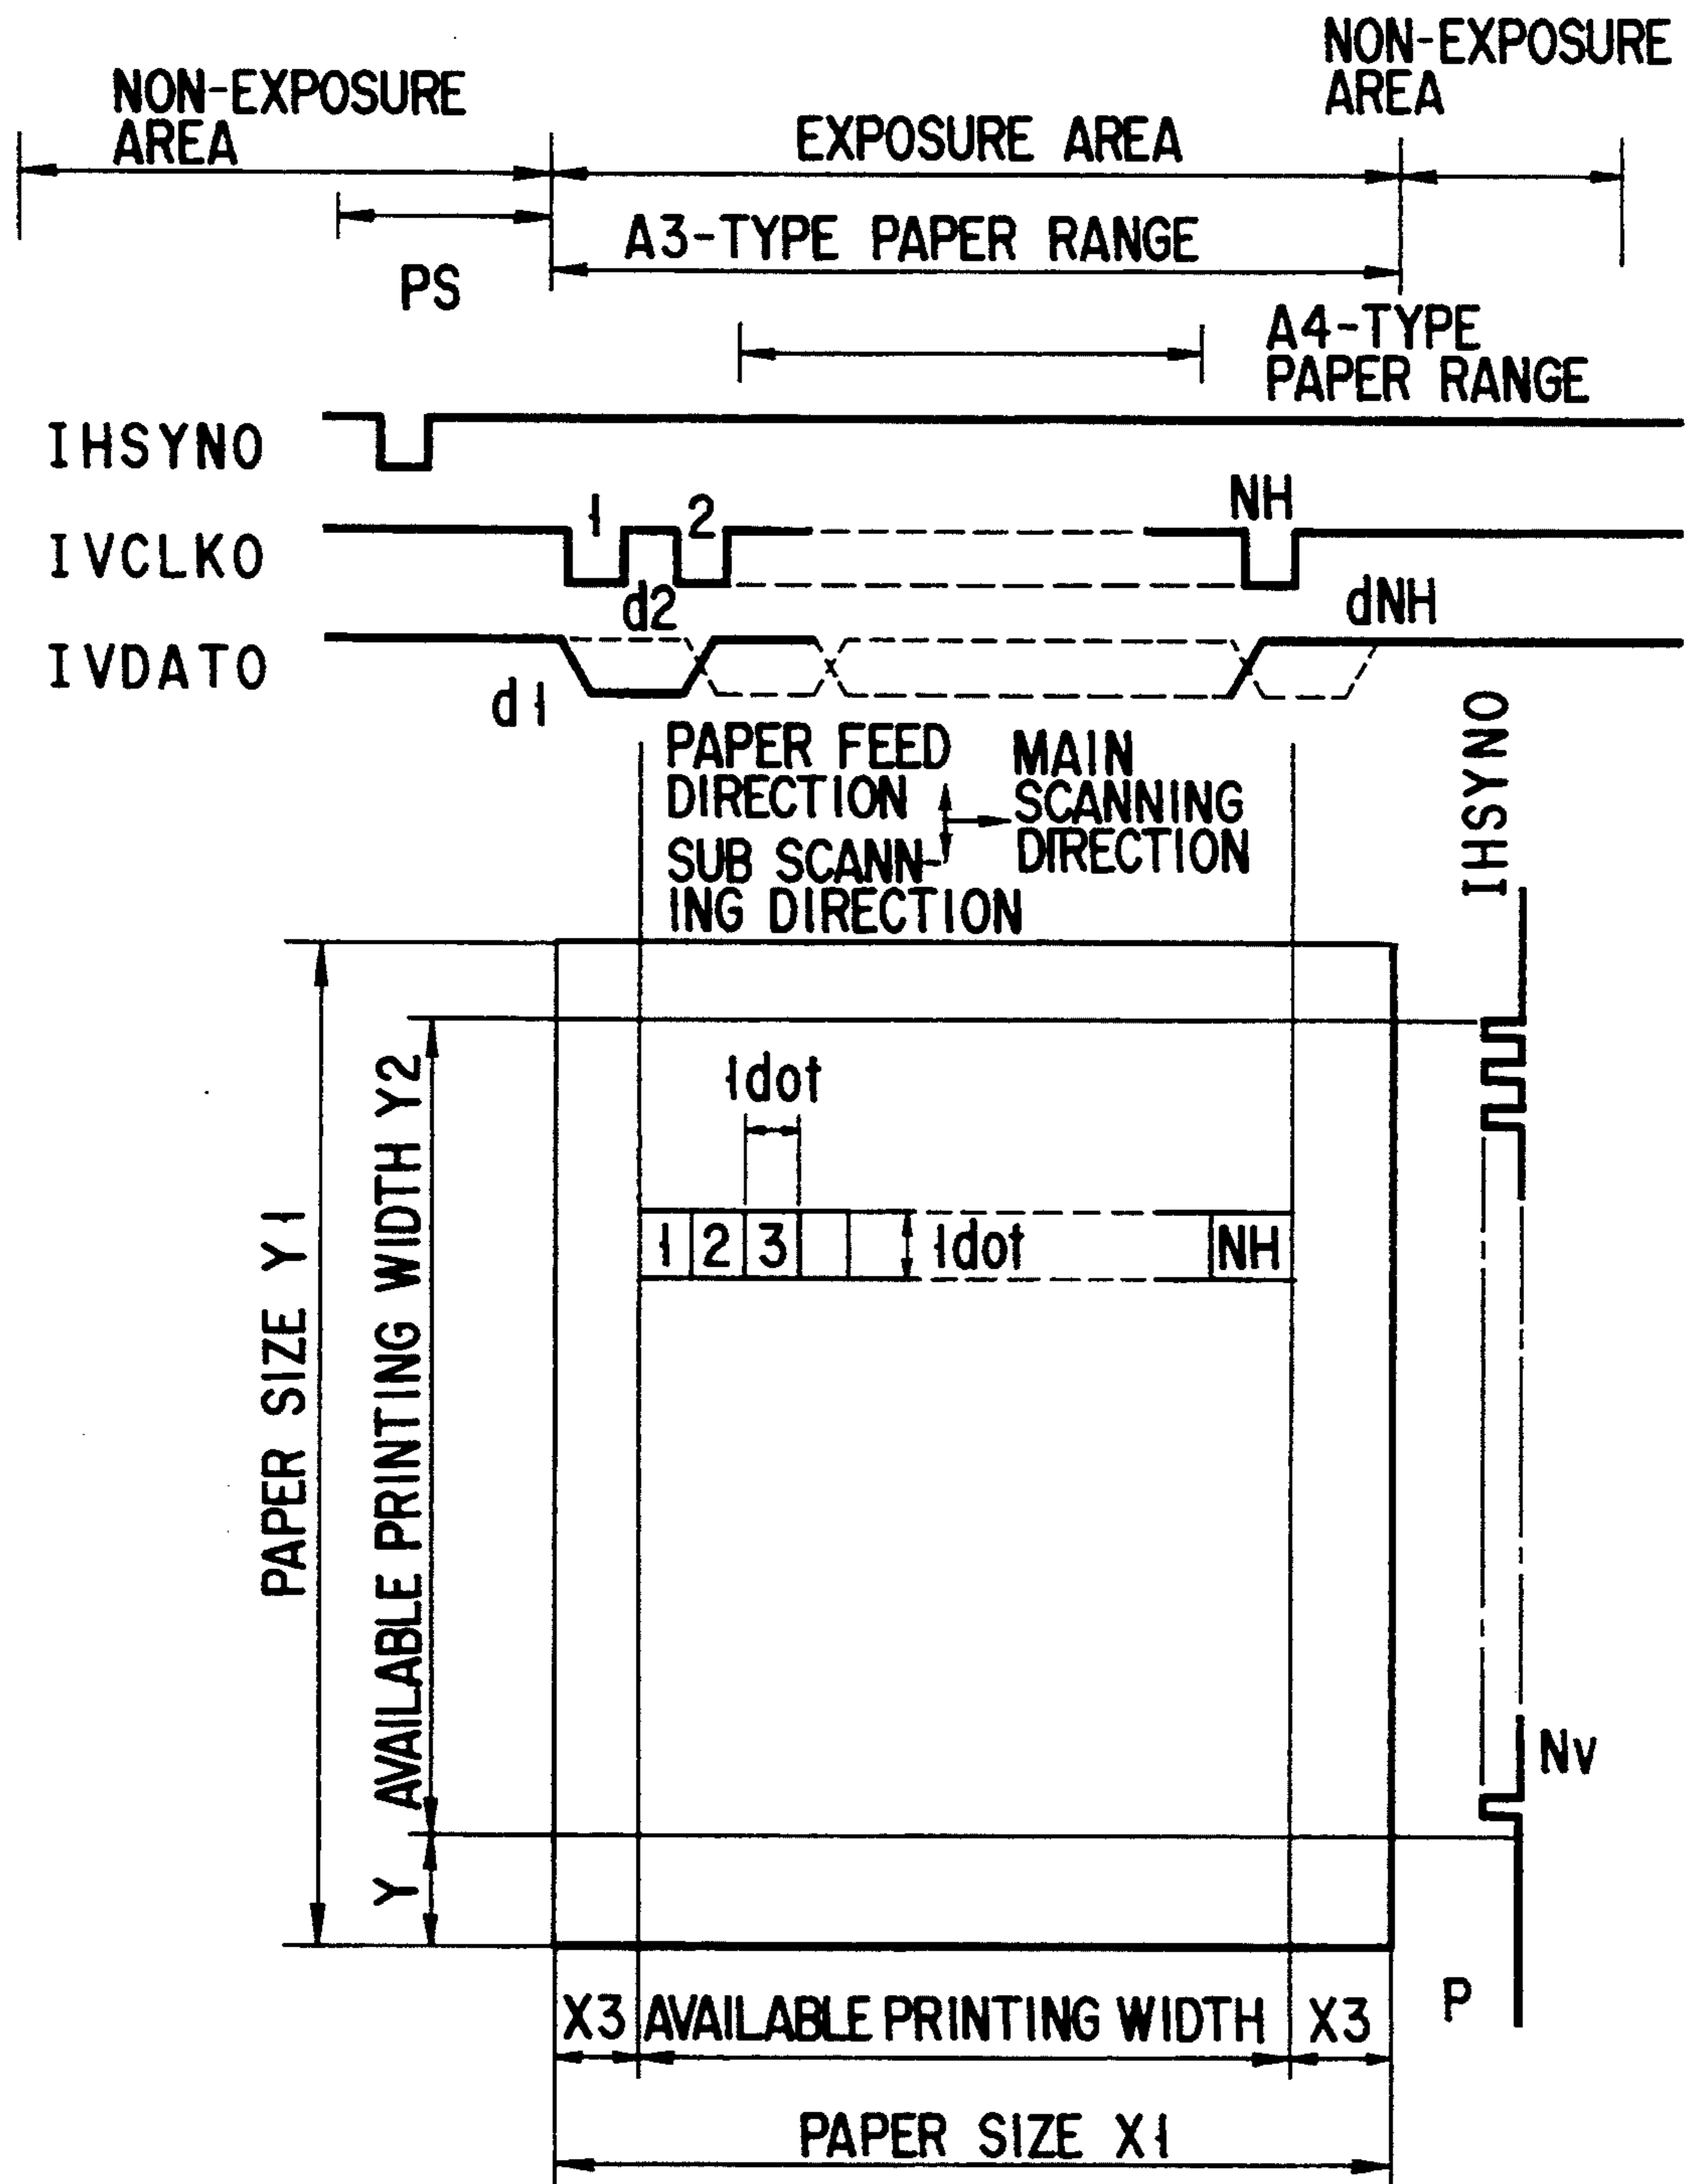 NON-EXPOSURE
AREA
EXPOSURE AREA
NON-EXPOSURE
AREA
PS
A3-TYPE PAPER RANGE
A4-TYPE
PAPER RANGE
IHSYNO
IVCLKO
1
2
NH
IVDATO
d1
d2
dNH
PAPER FEED
DIRECTION
MAIN
SCANNING
DIRECTION
SUB SCANN-
ING DIRECTION
IHSYNO
PAPER SIZE Y1
AVAILABLE PRINTING WIDTH Y2
Y
1dot
1 2 3
1dot
NH
NV
P
X3
AVAILABLE PRINTING WIDTH
X3
PAPER SIZE X1